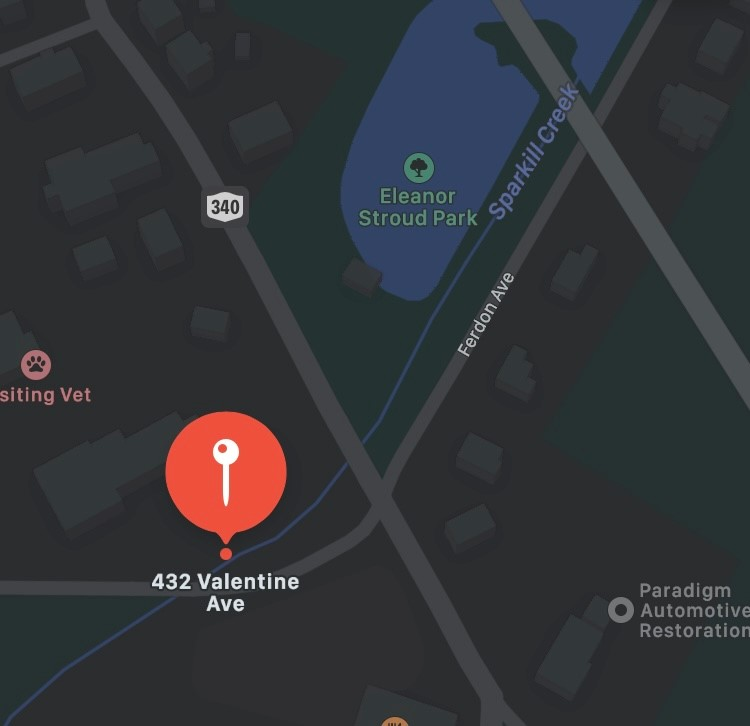 Sparkill Creek
Eleanor
Stroud Park
340
Ferdon Ave
siting Vet
432 Valentine
Ave
Paradigm
Automotive
Restoration